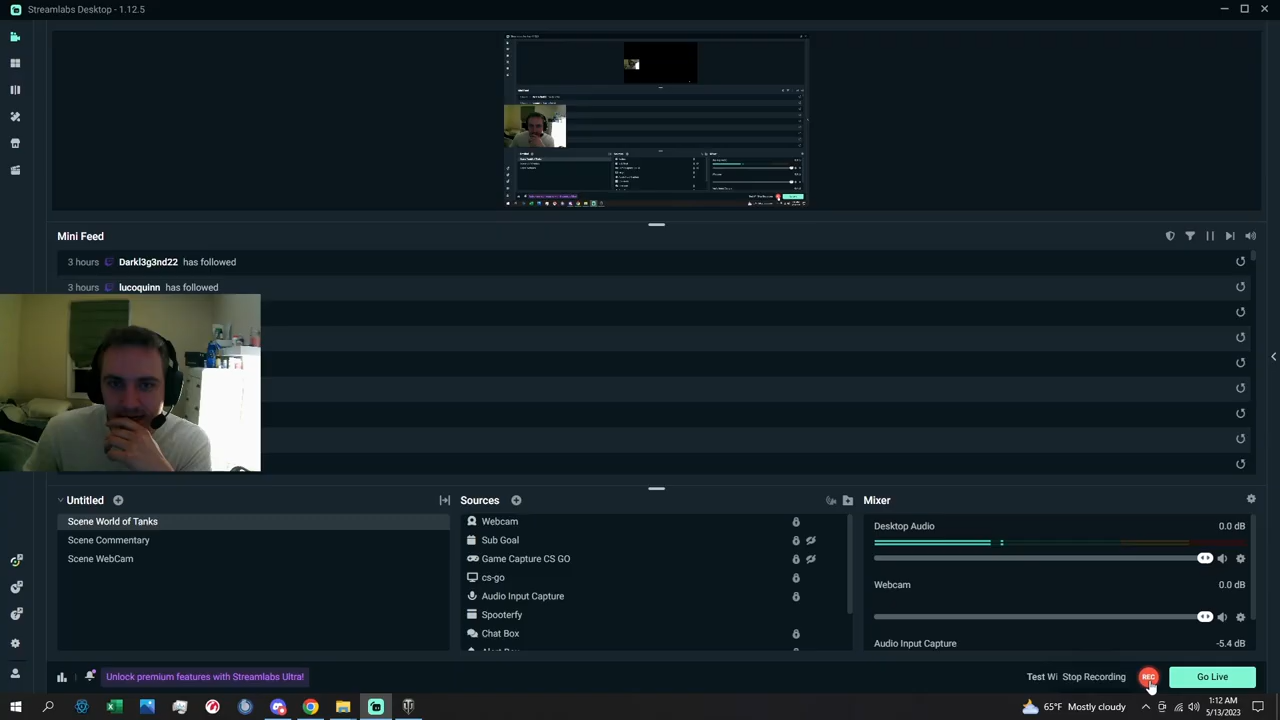 Streamlabs Desktop - 1.12.5
Mini Feed
3 hours Darkl3g3nd22 has followed
3 hours lucoquinn has followed
Untitled
Scene World of Tanks
Scene Commentary
Scene WebCam
Sources
Webcam
Sub Goal
Game Capture CS GO
cs-go
Audio Input Capture
Spooterfy
Chat Box
Mixer
Desktop Audio 0.0 dB
Webcam 0.0 dB
Audio Input Capture -5.4 dB
Unlock premium features with Streamlabs Ultra!
Test Wi Stop Recording REC Go Live
65°F Mostly cloudy
1:12 AM
5/13/2023